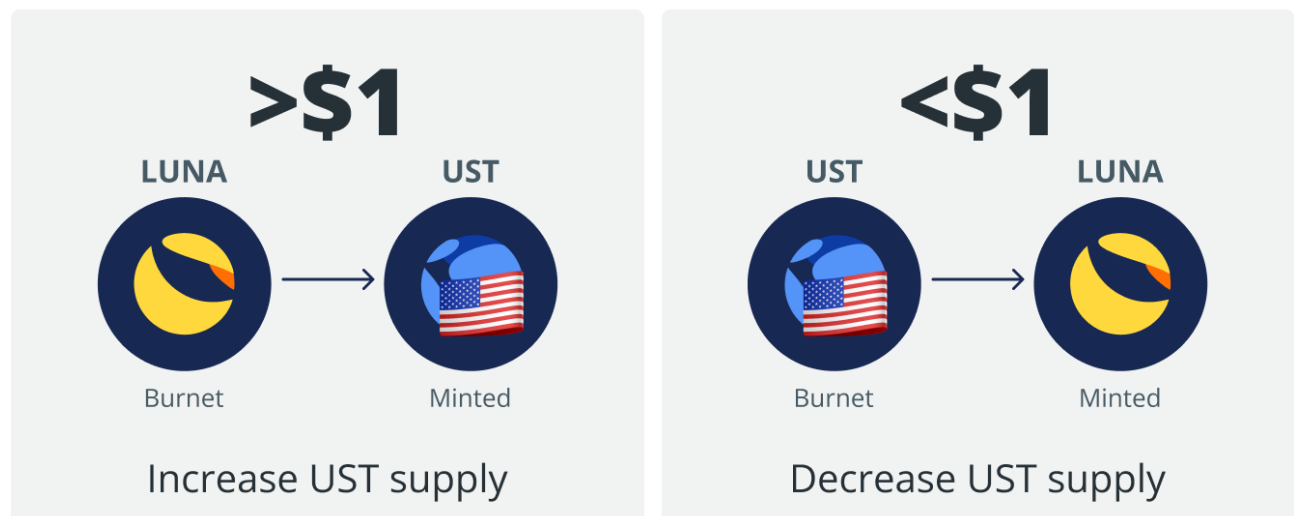 >$1
LUNA
UST
Burnet
Minted
Increase UST supply
<$1
UST
LUNA
Burnet
Minted
Decrease UST supply